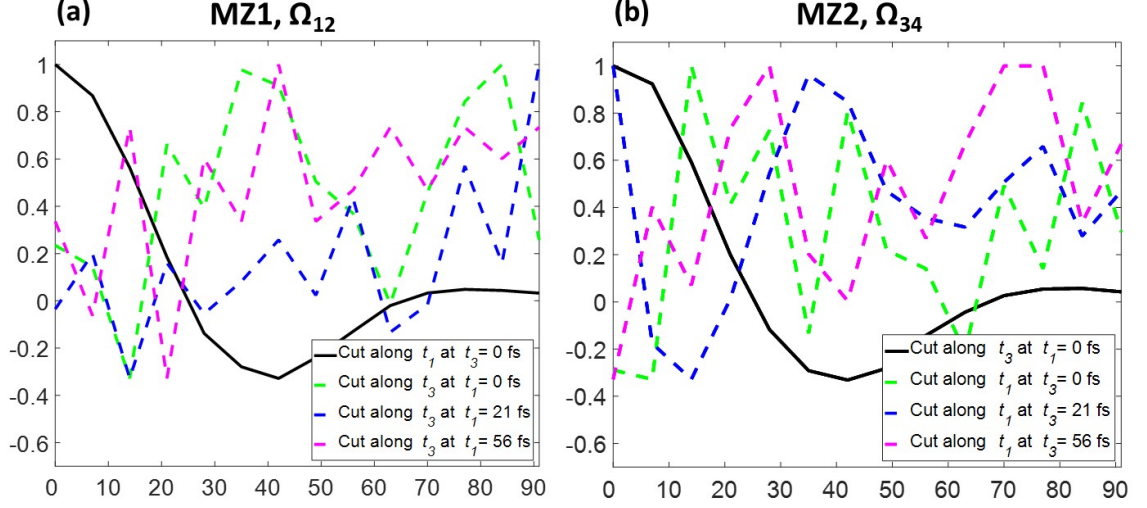 (a) MZ1, Ω12
1
0.8
0.6
0.4
0.2
0
-0.2
-0.4
-0.6
0 10 20 30 40 50 60 70 80 90
Cut along t1 at t3= 0 fs
Cut along t3 at t1= 0 fs
Cut along t3 at t1= 21 fs
Cut along t3 at t1= 56 fs
(b) MZ2, Ω34
1
0.8
0.6
0.4
0.2
0
-0.2
-0.4
-0.6
0 10 20 30 40 50 60 70 80 90
Cut along t3 at t1= 0 fs
Cut along t1 at t3= 0 fs
Cut along t1 at t3= 21 fs
Cut along t1 at t3= 56 fs